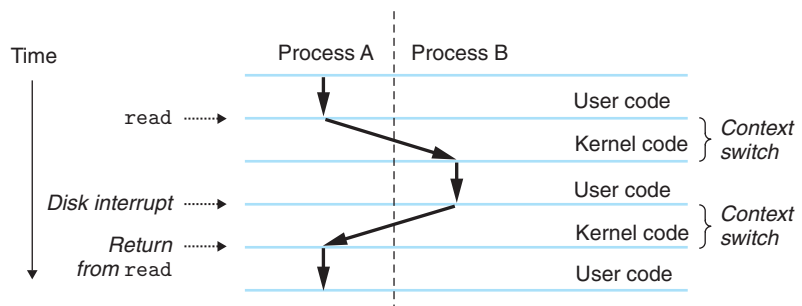 Process A Process B
Time
User code
read
Kernel code
Context
switch
User code
Disk interrupt
Kernel code
Context
switch
Return
from read
User code